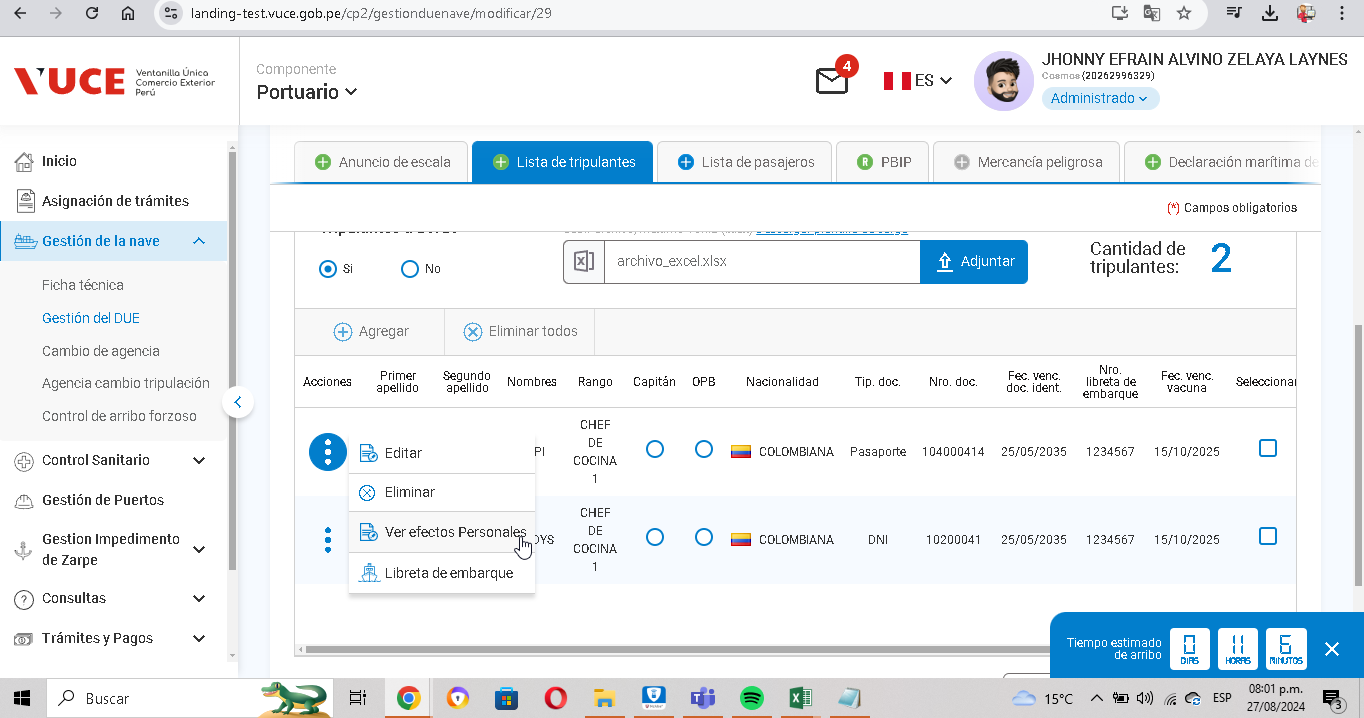 landing-test.vuce.gob.pe/cp2/gestionduenave/modificar/29
VUCE
Ventanilla Única
Comercio Exterior
Perú
Componente
Portuario
4
ES
JHONNY EFRAIN ALVINO ZELAYA LAYNES
Cosmos (20262996329)
Administrado
Inicio
Asignación de trámites
Gestión de la nave
Ficha técnica
Gestión del DUE
Cambio de agencia
Agencia cambio tripulación
Control de arribo forzoso
Control Sanitario
Gestión de Puertos
Gestion Impedimento
de Zarpe
Consultas
Trámites y Pagos
Anuncio de escala
Lista de tripulantes
Lista de pasajeros
R PBIP
Mercancía peligrosa
Declaración marítima de
(*) Campos obligatorios
Si
No
archivo_excel.xlsx
Adjuntar
Cantidad de
tripulantes:
2
Agregar
Eliminar todos
Acciones
Primer
apellido
Segundo
apellido
Nombres
Rango
Capitán
OPB
Nacionalidad
Tip. doc.
Nro. doc.
Fec. venc.
doc. ident.
Nro.
libreta de
embarque
Fec. venc.
vacuna
Seleccionar
PI
CHEF
DE
COCINA
1
COLOMBIANA
Pasaporte
104000414
25/05/2035
1234567
15/10/2025
DYS
CHEF
DE
COCINA
1
COLOMBIANA
DNI
10200041
25/05/2035
1234567
15/10/2025
Editar
Eliminar
Ver efectos Personales
Libreta de embarque
Tiempo estimado
de arribo
0
DIAS
11
HORAS
6
MINUTOS
Buscar
15°C
ESP
08:01 p.m.
27/08/2024
3